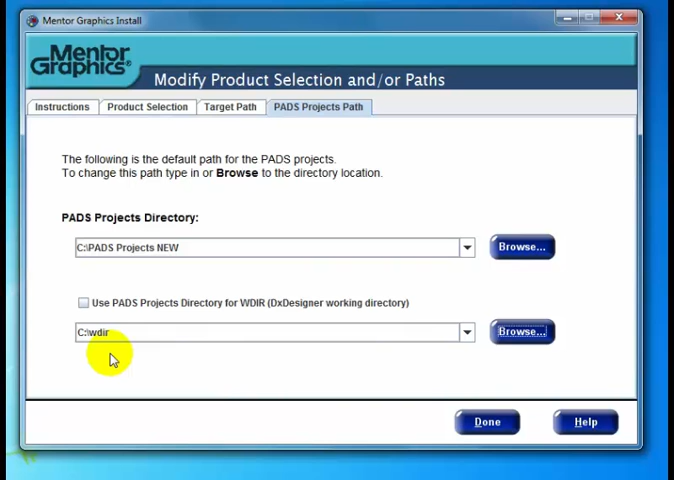 Mentor Graphics Install
Mentor
Graphics®
Modify Product Selection and/or Paths
Instructions
Product Selection
Target Path
PADS Projects Path
The following is the default path for the PADS projects.
To change this path type in or Browse to the directory location.
PADS Projects Directory:
C:\PADS Projects NEW
Browse...
Use PADS Projects Directory for WDIR (DxDesigner working directory)
C:\wdir
Browse...
Done
Help